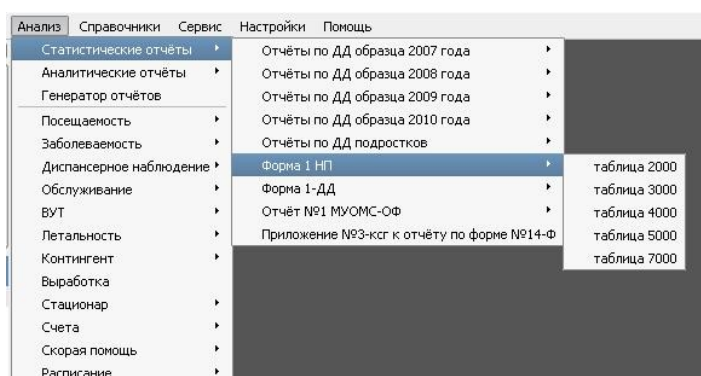 Анализ Справочники Сервис Настройки Помощь
Статистические отчёты
Аналитические отчёты
Генератор отчётов
Посещаемость
Заболеваемость
Диспансерное наблюдение
Обслуживание
ВУТ
Летальность
Контингент
Выработка
Стационар
Счета
Скорая помощь
Расписание
Отчёты по ДД образца 2007 года
Отчёты по ДД образца 2008 года
Отчёты по ДД образца 2009 года
Отчёты по ДД образца 2010 года
Отчёты по ДД подростков
Форма 1 НП
Форма 1-ДД
Отчёт №1 МУОМС-ОФ
Приложение №3-ксг к отчёту по форме №14-Ф
таблица 2000
таблица 3000
таблица 4000
таблица 5000
таблица 7000